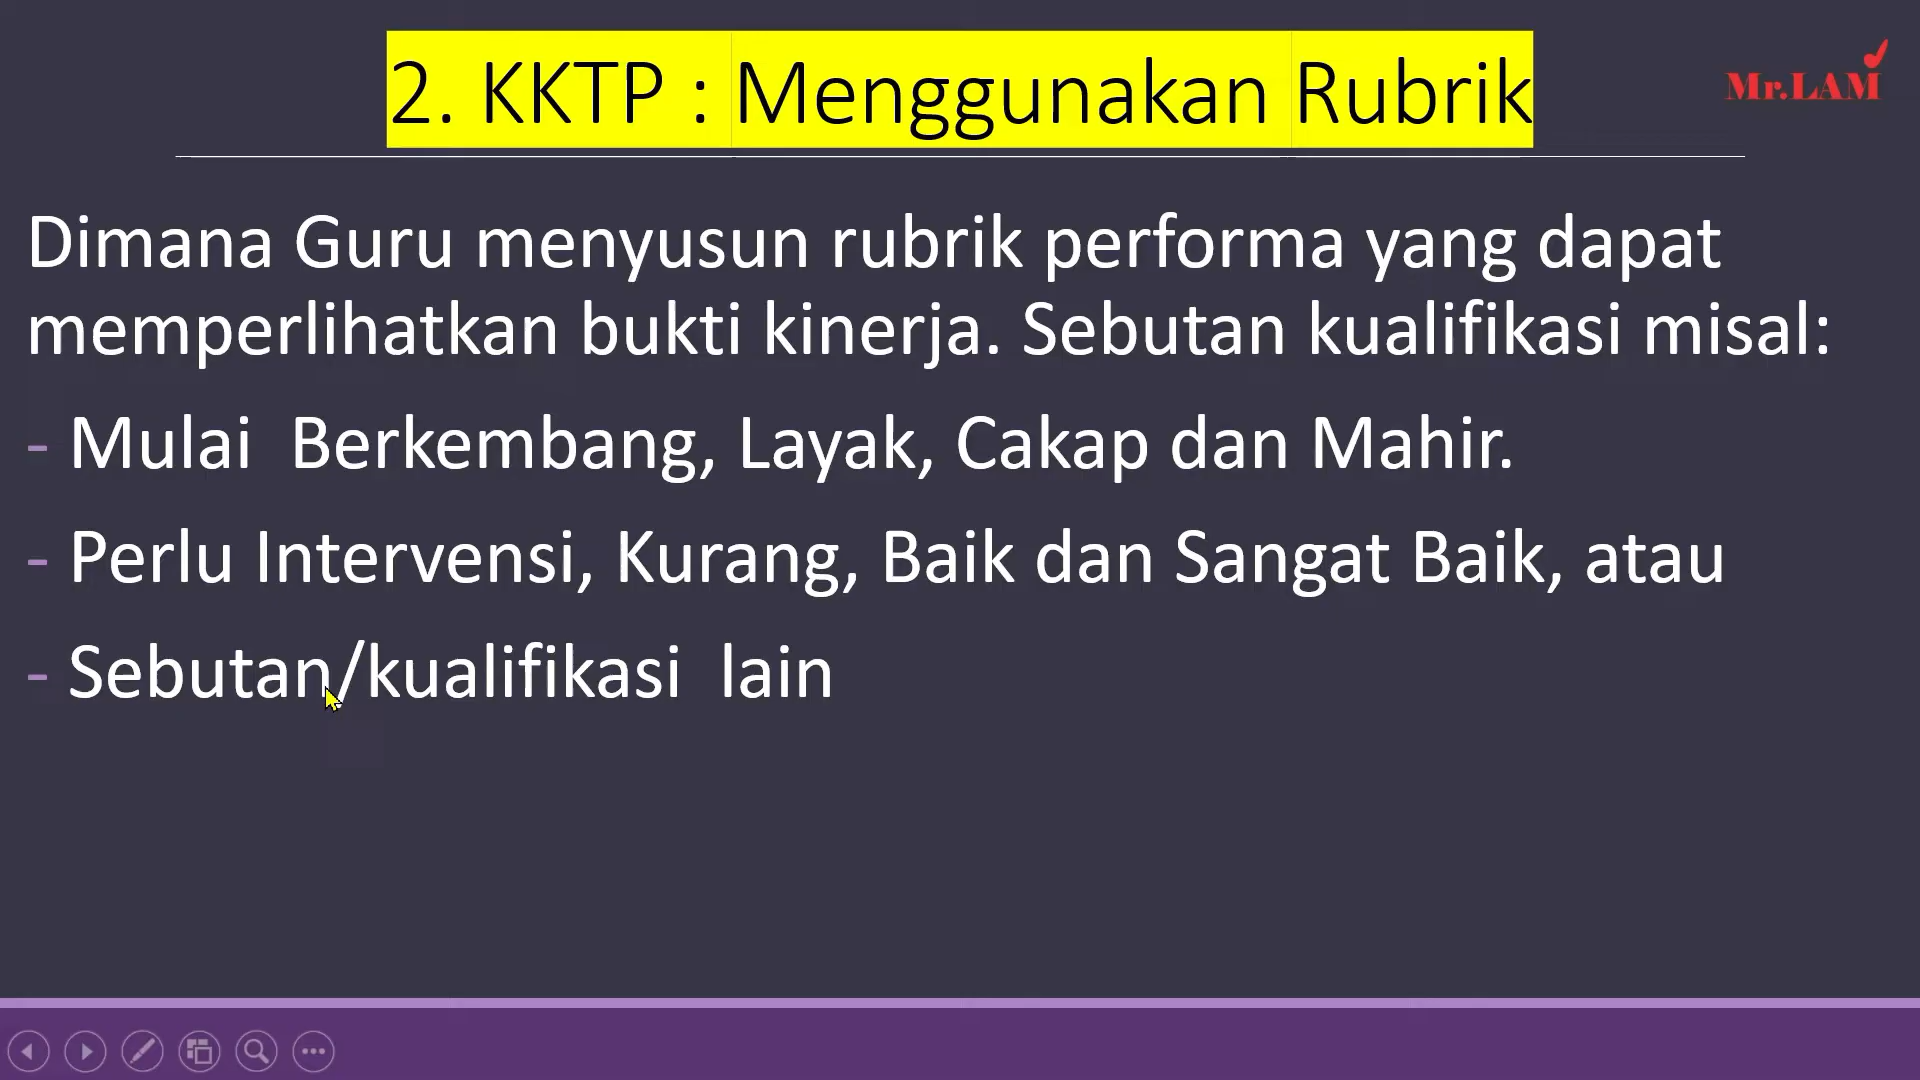 2. KKTP : Menggunakan Rubrik
Mr.LAM
Dimana Guru menyusun rubrik performa yang dapat
memperlihatkan bukti kinerja. Sebutan kualifikasi misal:
- Mulai  Berkembang, Layak, Cakap dan Mahir.
- Perlu Intervensi, Kurang, Baik dan Sangat Baik, atau
- Sebutan/kualifikasi  lain